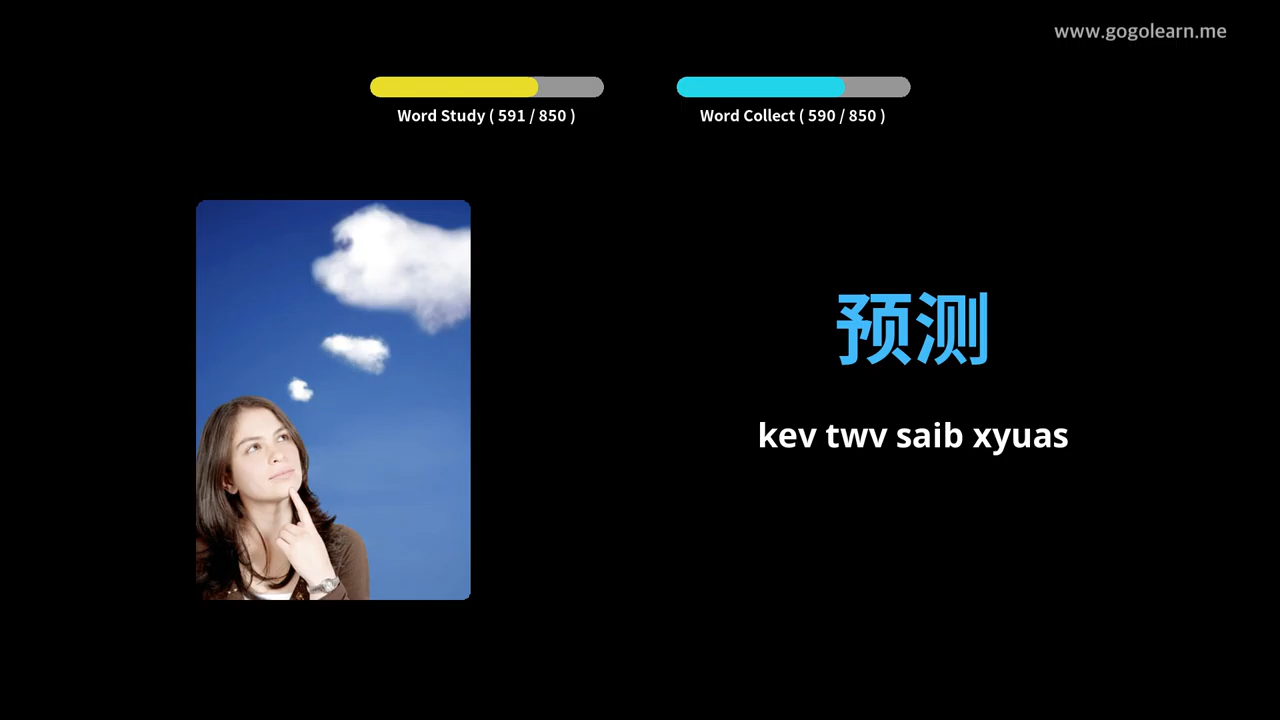 www.gogolearn.me
Word Study ( 591 / 850 )
Word Collect ( 590 / 850 )
预测
kev twv saib xyuas